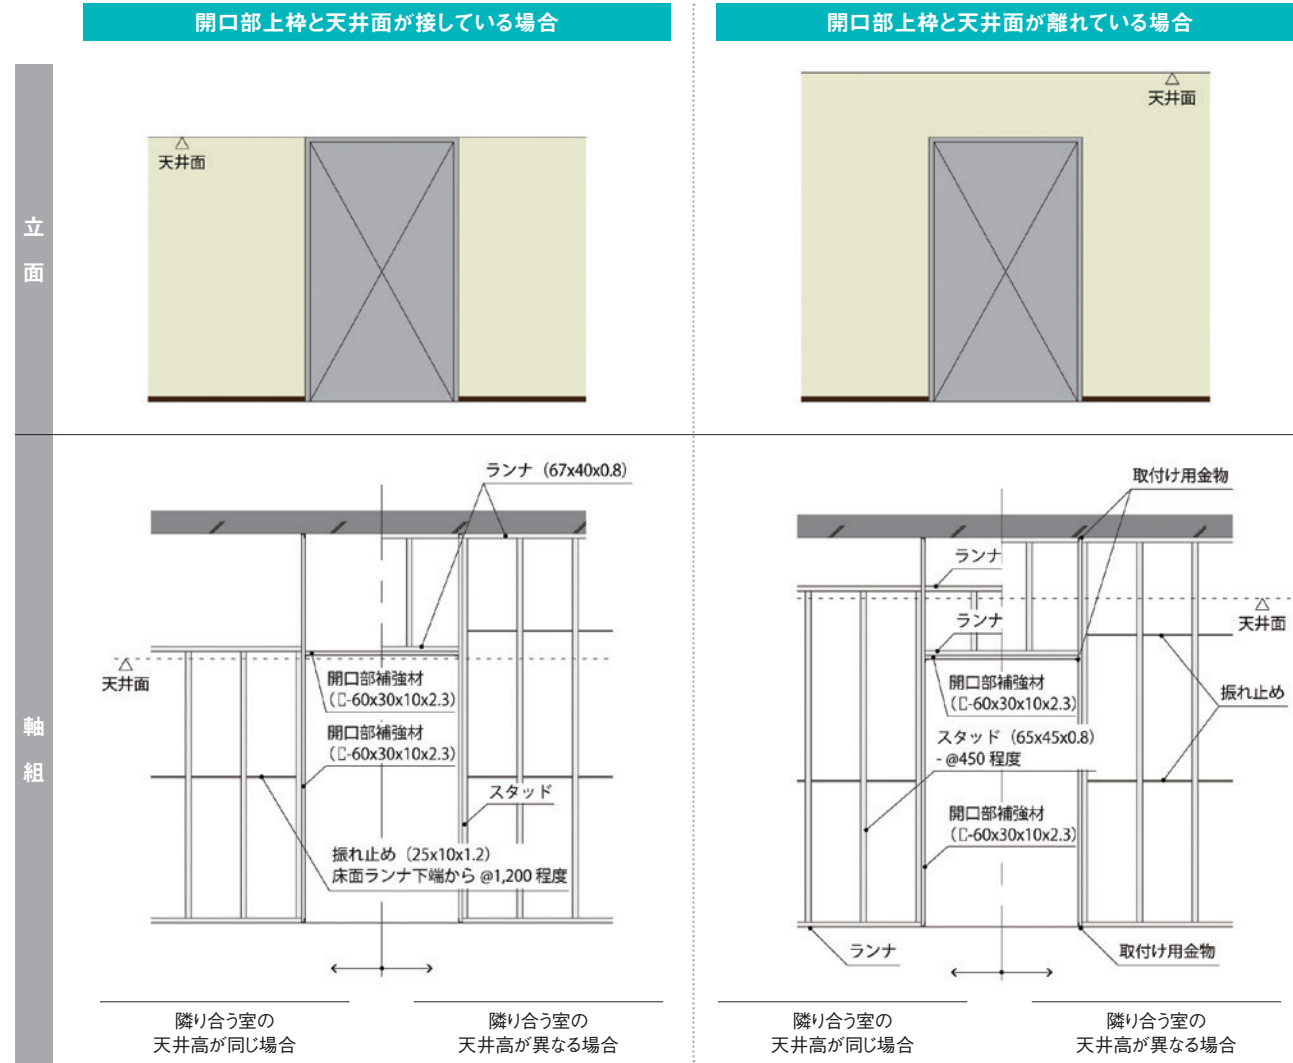 開口部上枠と天井面が接している場合
開口部上枠と天井面が離れている場合
立面
天井面
天井面
軸組
ランナ（67x40x0.8）
天井面
開口部補強材
（C-60x30x10x2.3）
開口部補強材
（C-60x30x10x2.3）
スタッド
振れ止め（25x10x1.2）
床面ランナ下端から @1,200 程度
隣り合う室の
天井高が同じ場合
隣り合う室の
天井高が異なる場合
取付け用金物
ランナ
ランナ
天井面
開口部補強材
（C-60x30x10x2.3）
振れ止め
スタッド（65x45x0.8）
- @450 程度
開口部補強材
（C-60x30x10x2.3）
ランナ
取付け用金物
隣り合う室の
天井高が同じ場合
隣り合う室の
天井高が異なる場合